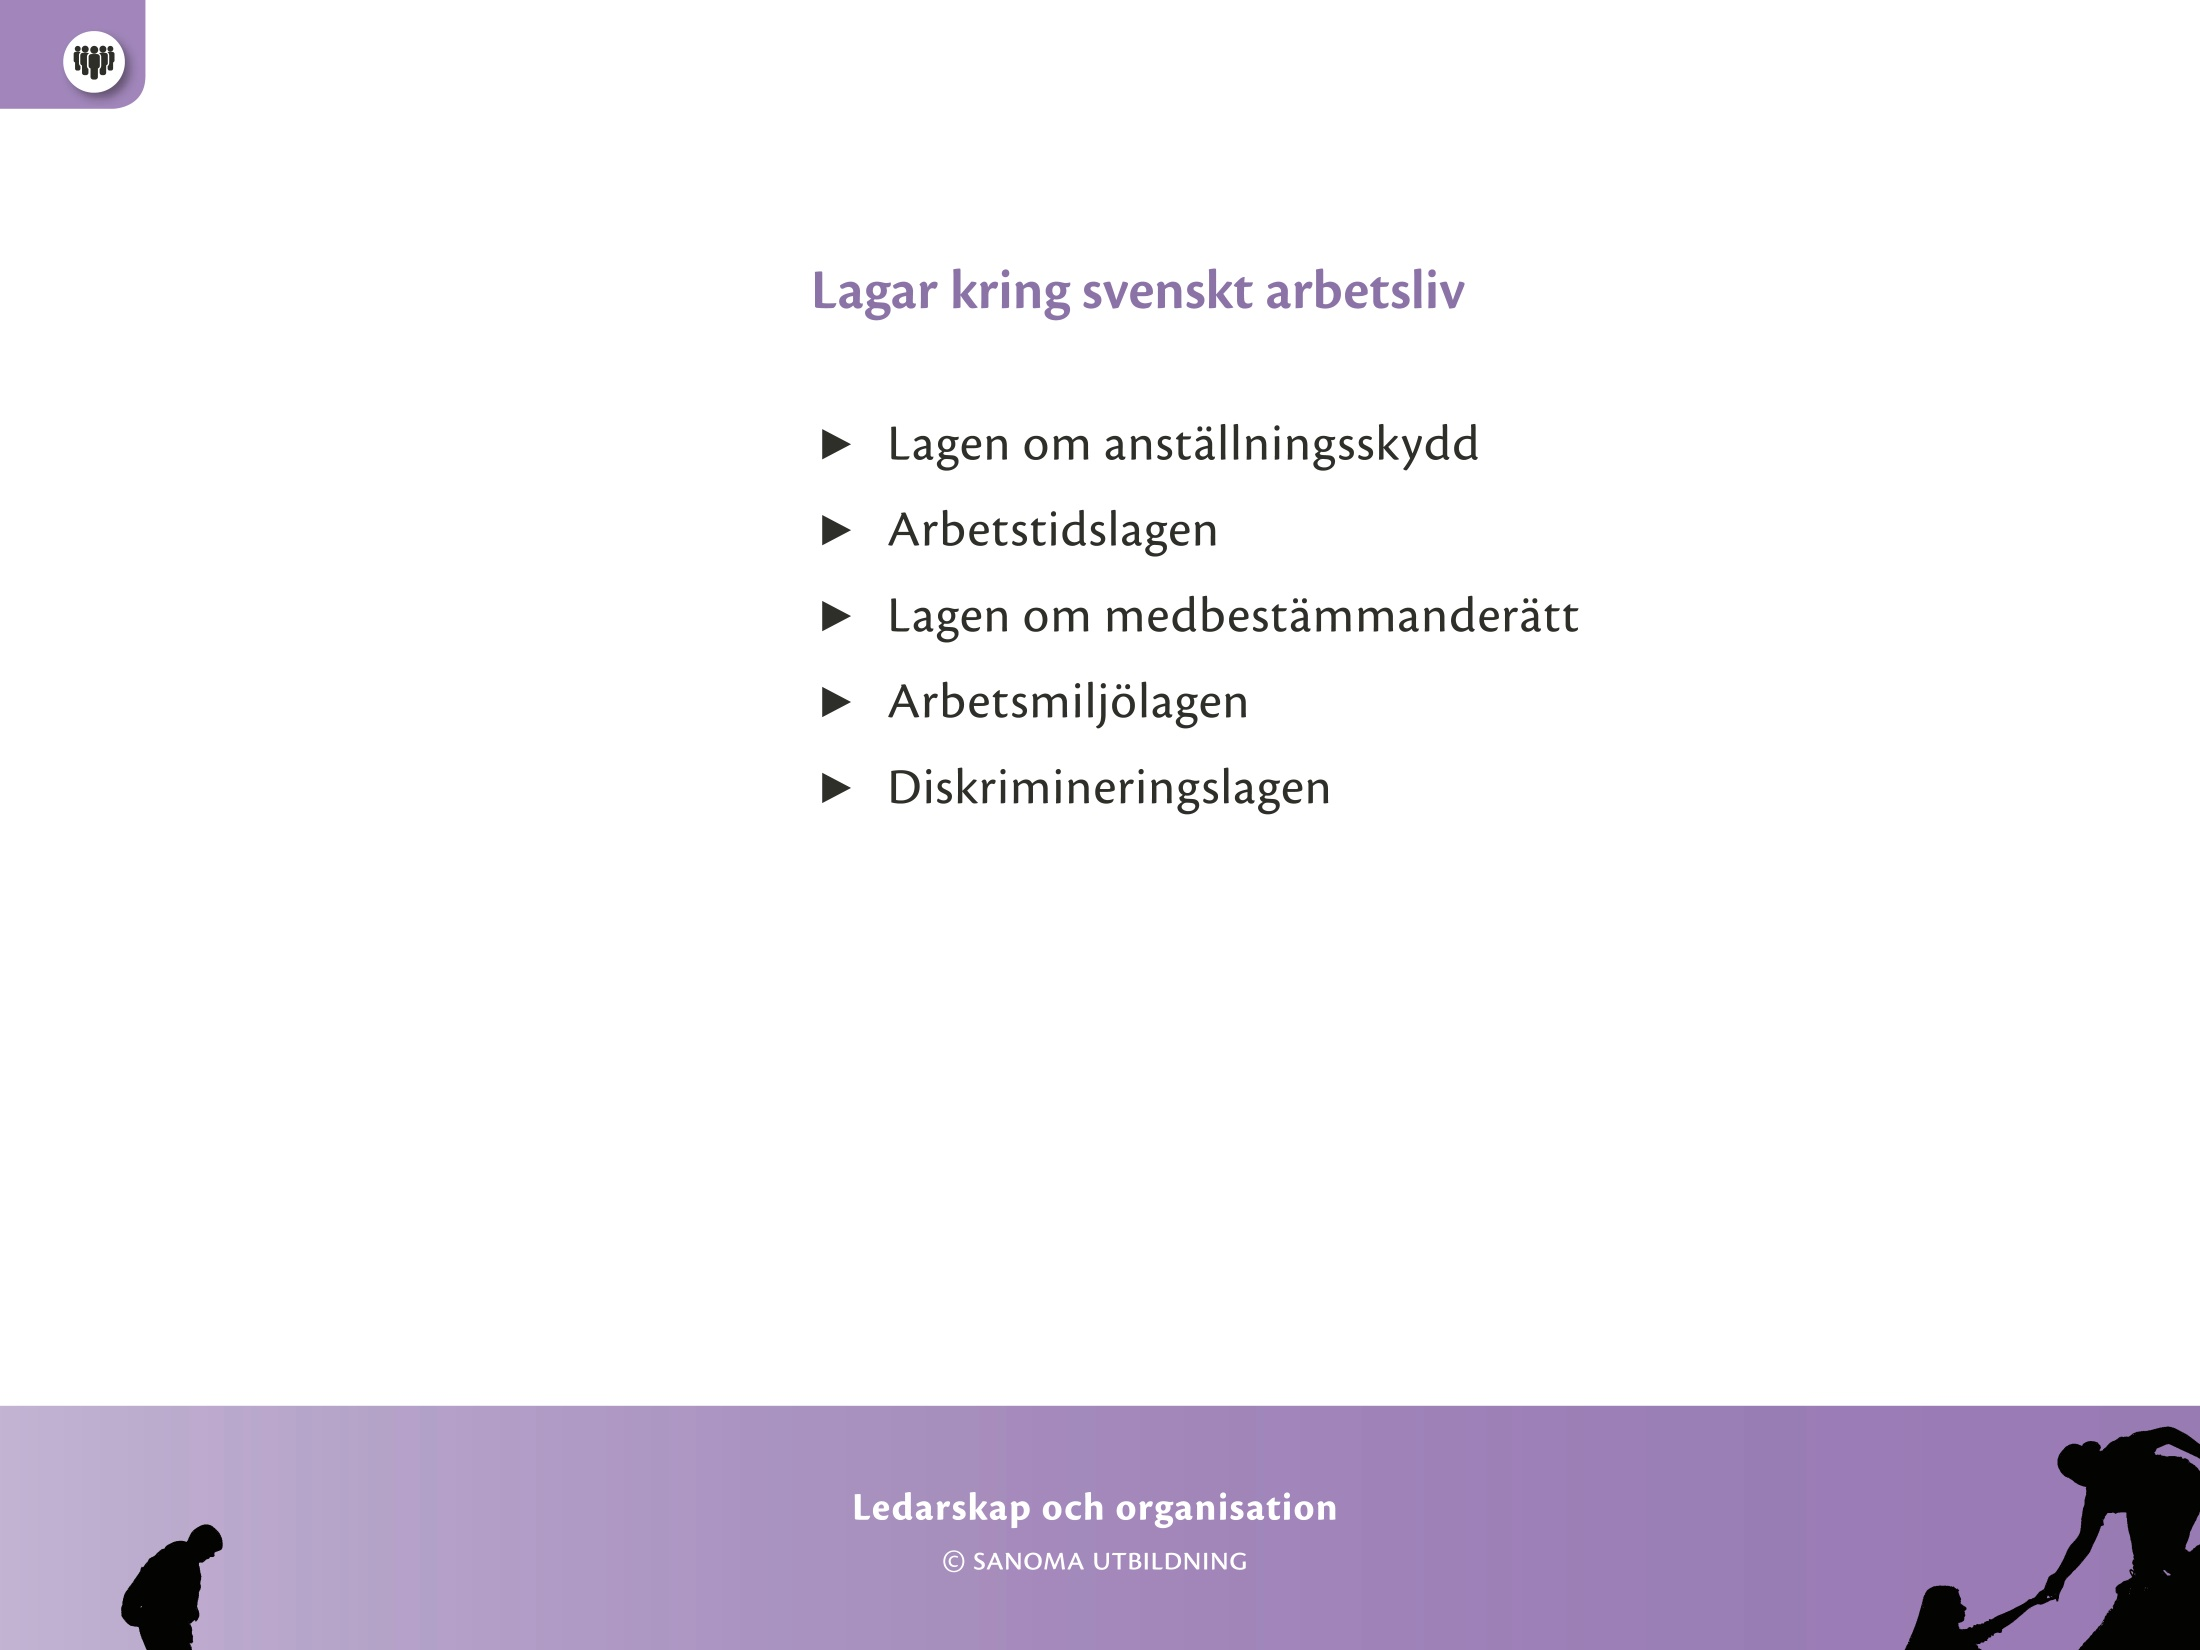 Lagar kring svenskt arbetsliv
► Lagen om anställningsskydd
► Arbetstidslagen
► Lagen om medbestämmanderätt
► Arbetsmiljölagen
► Diskrimineringslagen
Ledarskap och organisation
© SANOMA UTBILDNING